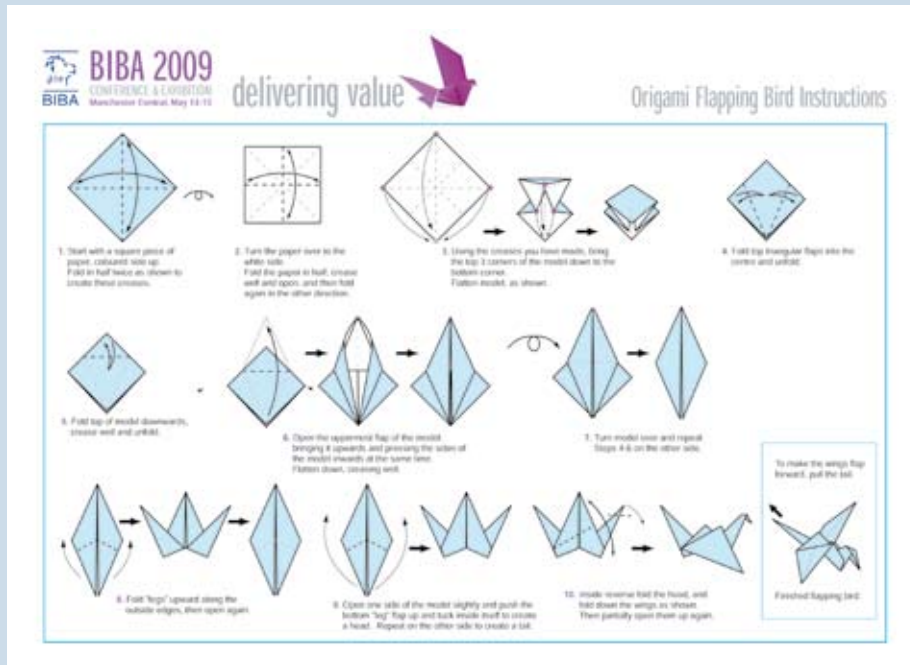 BIBA 2009
CONFERENCE & EXHIBITION
Manchester Central, May 13-15
BIBA
delivering value
Origami Flapping Bird Instructions
1. Start with a square piece of
paper, coloured side up.
Fold in half twice as shown to
create these creases.
2. Turn the paper over to the
white side.
Fold the paper in half, crease
well and open, and then fold
again in the other direction.
3. Using the creases you have made, bring
the top 3 corners of the model down to the
bottom corner.
Flatten model, as shown.
4. Fold top triangular flaps into the
centre and unfold.
5. Fold top of model downwards,
crease well and unfold.
6. Open the uppermost flap of the model
bringing it upwards and pressing the sides of
the model inwards at the same time.
Flatten down, creasing well.
7. Turn model over and repeat
Steps 4-6 on the other side.
8. Fold "legs" upward along the
outside edges, then open again.
9. Open one side of the model slightly and push the
bottom "leg" flap up and tuck inside itself to create
a head. Repeat on the other side to create a tail.
10. Inside reverse fold the head, and
fold down the wings as shown.
Then partially open them up again.
To make the wings flap
forward, pull the tail.
Finished flapping bird